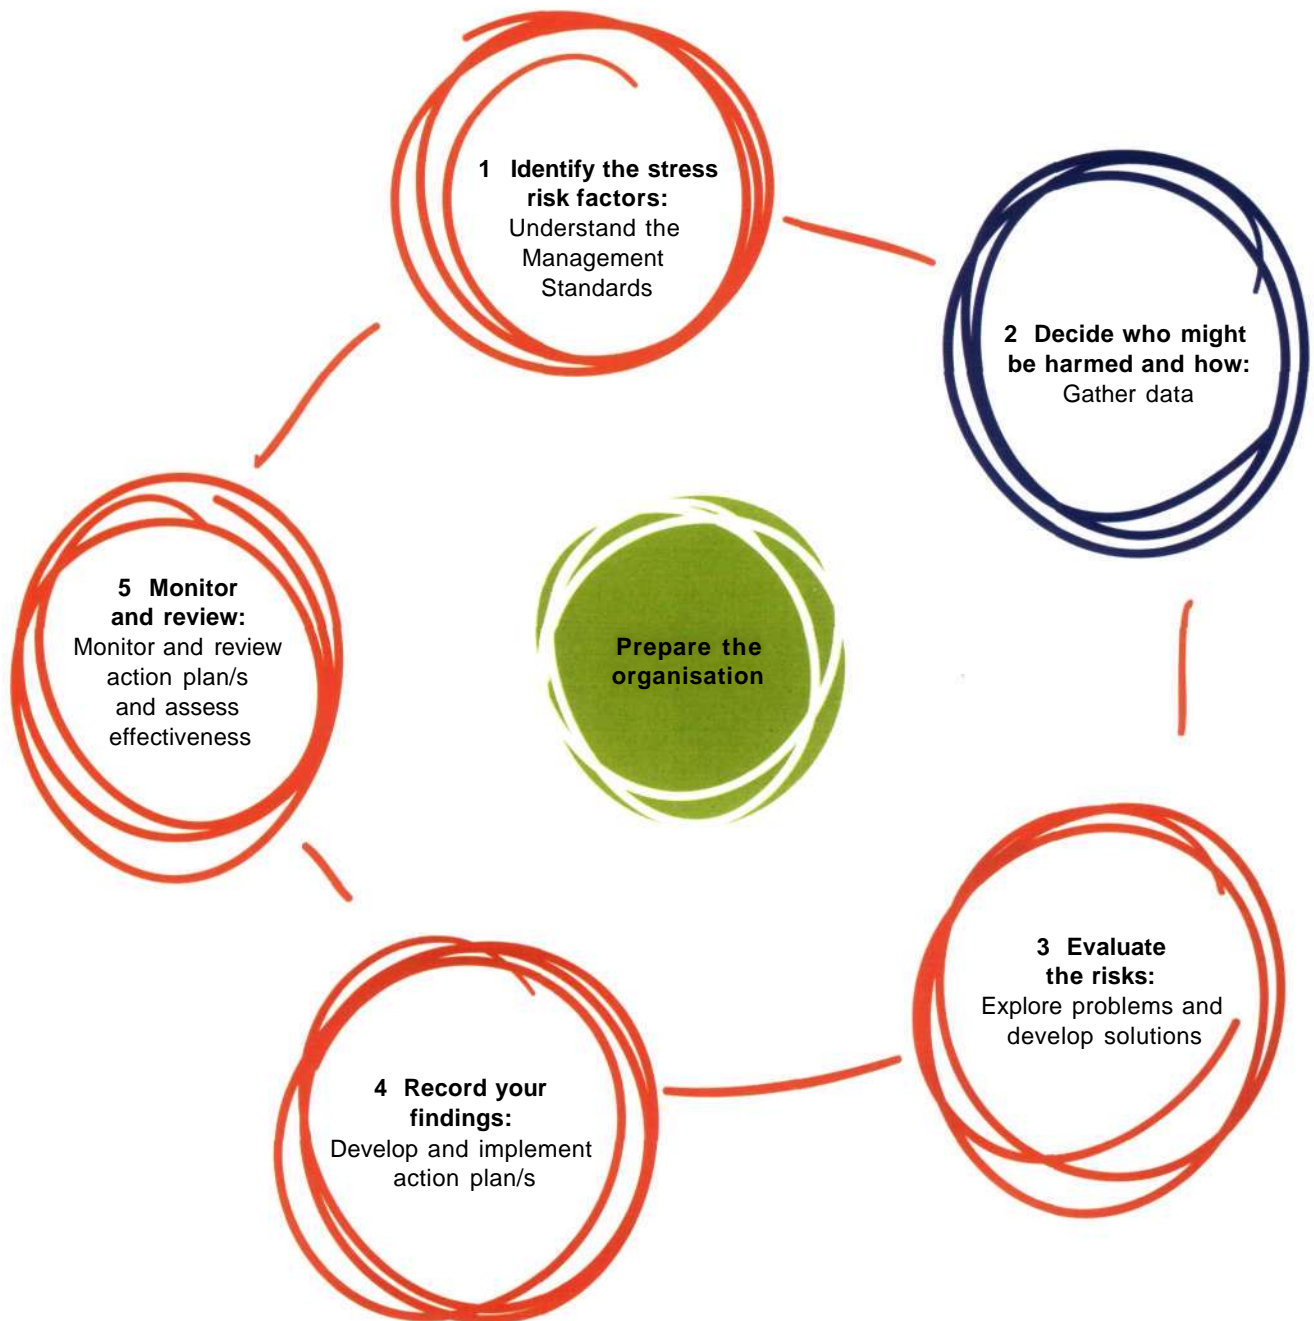 1 Identify the stress
risk factors:
Understand the
Management
Standards
2 Decide who might
be harmed and how:
Gather data
3 Evaluate
the risks:
Explore problems and
develop solutions
4 Record your
findings:
Develop and implement
action plan/s
5 Monitor
and review:
Monitor and review
action plan/s
and assess
effectiveness
Prepare the
organisation